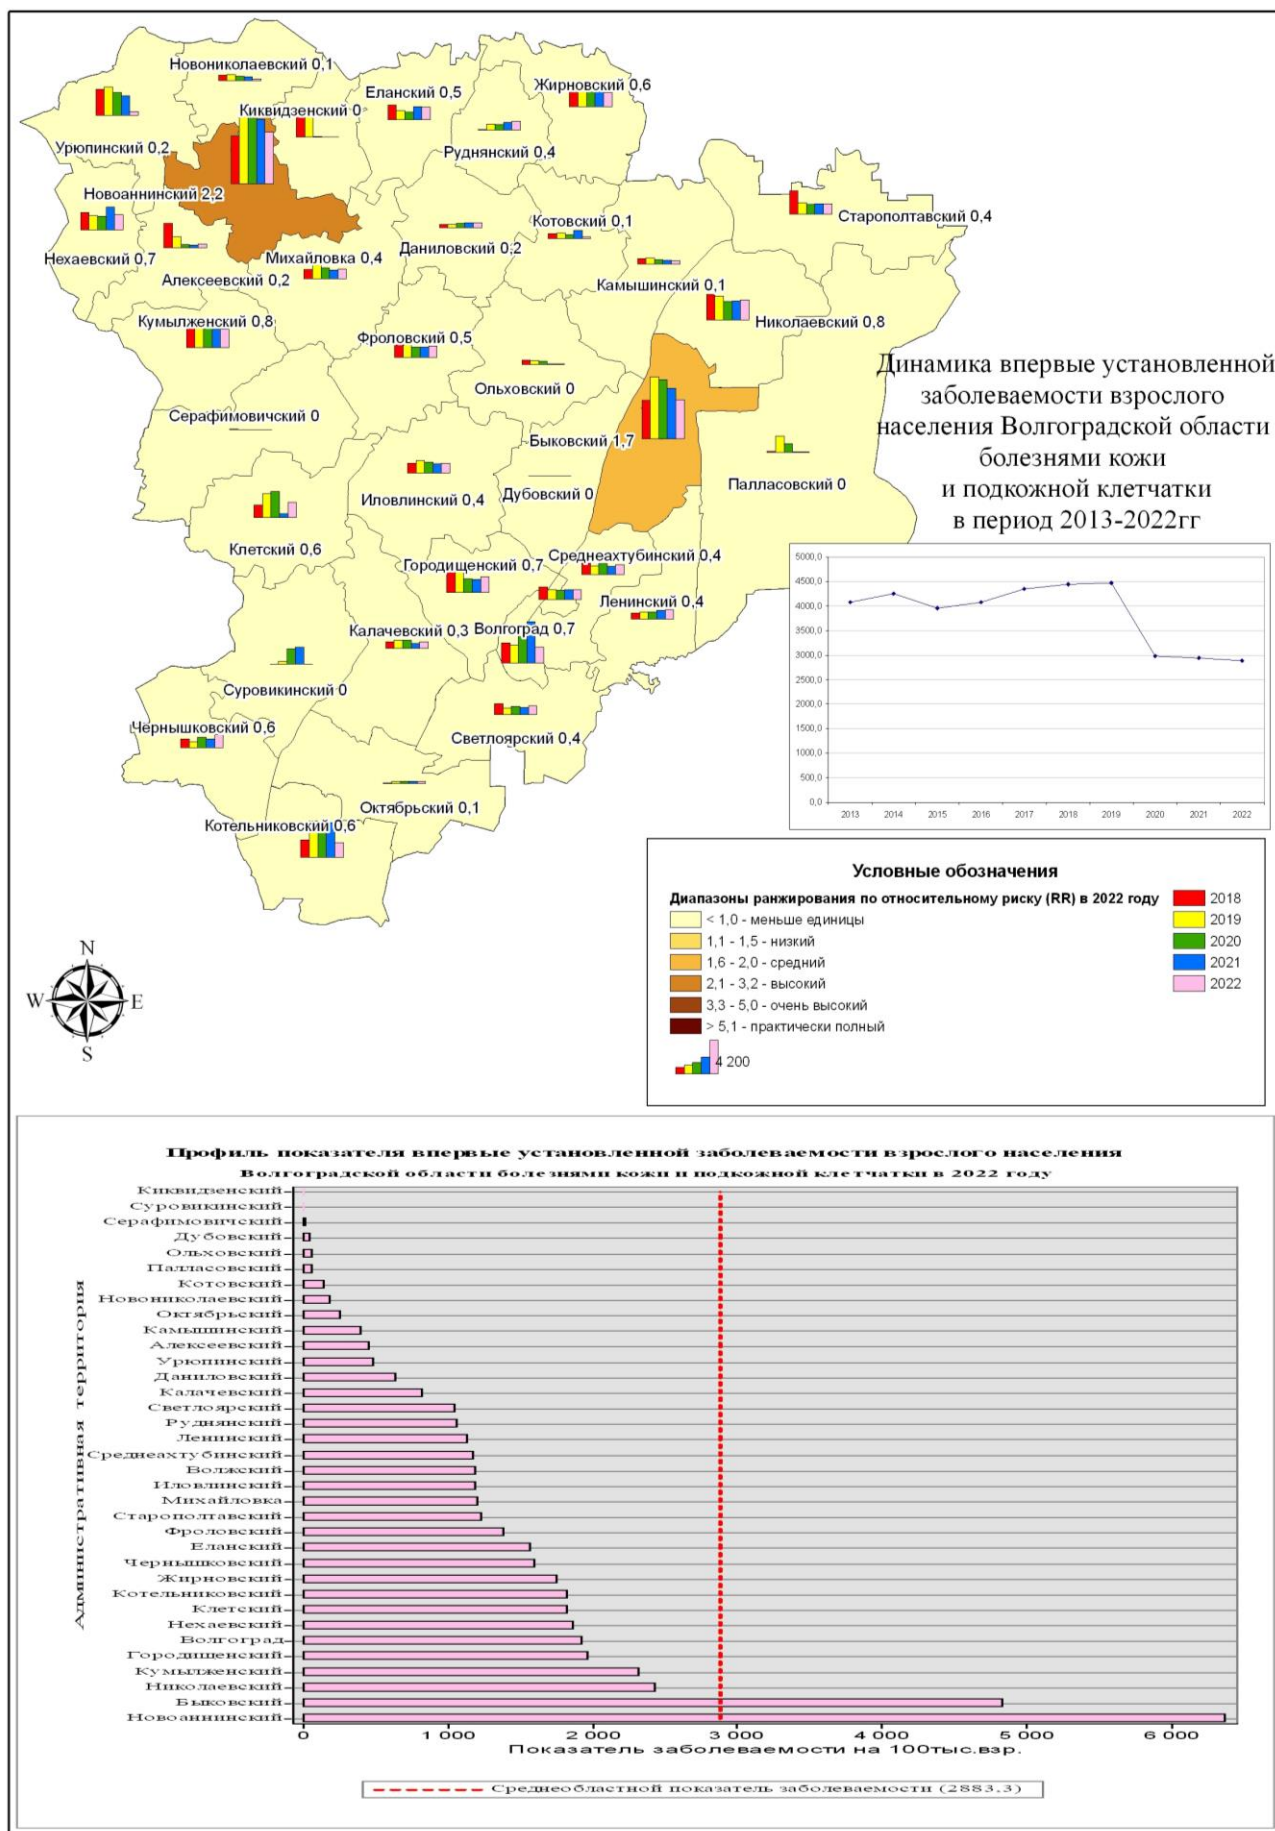 Новониколаевский 0,1
Еланский 0,5
Жирновский 0,6
Киквидзенский 0
Урюпинский 0,2
Руднянский 0,4
Новоаннинский 2,2
Старополтавский 0,4
Нехаевский 0,7
Алексеевский 0,2
Михайловка 0,4
Даниловский 0,2
Котовский 0,1
Камышинский 0,1
Кумылженский 0,8
Фроловский 0,5
Николаевский 0,8
Ольховский 0
Серафимовичский 0
Быковский 1,7
Иловлинский 0,4
Дубовский 0
Палласовский 0
Клетский 0,6
Городищенский 0,7
Среднеахтубинский 0,4
Ленинский 0,4
Калачевский 0,3
Волгоград 0,7
Суровикинский 0
Чернышковский 0,6
Светлоярский 0,4
Октябрьский 0,1
Котельниковский 0,6
Динамика впервые установленной
заболеваемости взрослого
населения Волгоградской области
болезнями кожи
и подкожной клетчатки
в период 2013-2022гг
5000,0
4500,0
4000,0
3500,0
3000,0
2500,0
2000,0
1500,0
1000,0
500,0
0,0
2013 2014 2015 2016 2017 2018 2019 2020 2021 2022
Условные обозначения
Диапазоны ранжирования по относительному риску (RR) в 2022 году
< 1,0 - меньше единицы
1,1 - 1,5 - низкий
1,6 - 2,0 - средний
2,1 - 3,2 - высокий
3,3 - 5,0 - очень высокий
> 5,1 - практически полный
4 200
2018
2019
2020
2021
2022
N
W E
S
Профиль показателя впервые установленной заболеваемости взрослого населения
Волгоградской области болезнями кожи и подкожной клетчатки в 2022 году
Административная территория
Киквидзенский
Суровикинский
Серафимовичский
Дубовский
Ольховский
Палласовский
Котовский
Новониколаевский
Октябрьский
Камышинский
Алексеевский
Урюпинский
Даниловский
Калачевский
Светлоярский
Руднянский
Ленинский
Среднеахтубинский
Волжский
Иловлинский
Михайловка
Старополтавский
Фроловский
Еланский
Чернышковский
Жирновский
Котельниковский
Клетский
Нехаевский
Волгоград
Городищенский
Кумылженский
Николаевский
Быковский
Новоаннинский
0 1 000 2 000 3 000 4 000 5 000 6 000
Показатель заболеваемости на 100тыс.взр.
Среднеобластной показатель заболеваемости (2883,3)